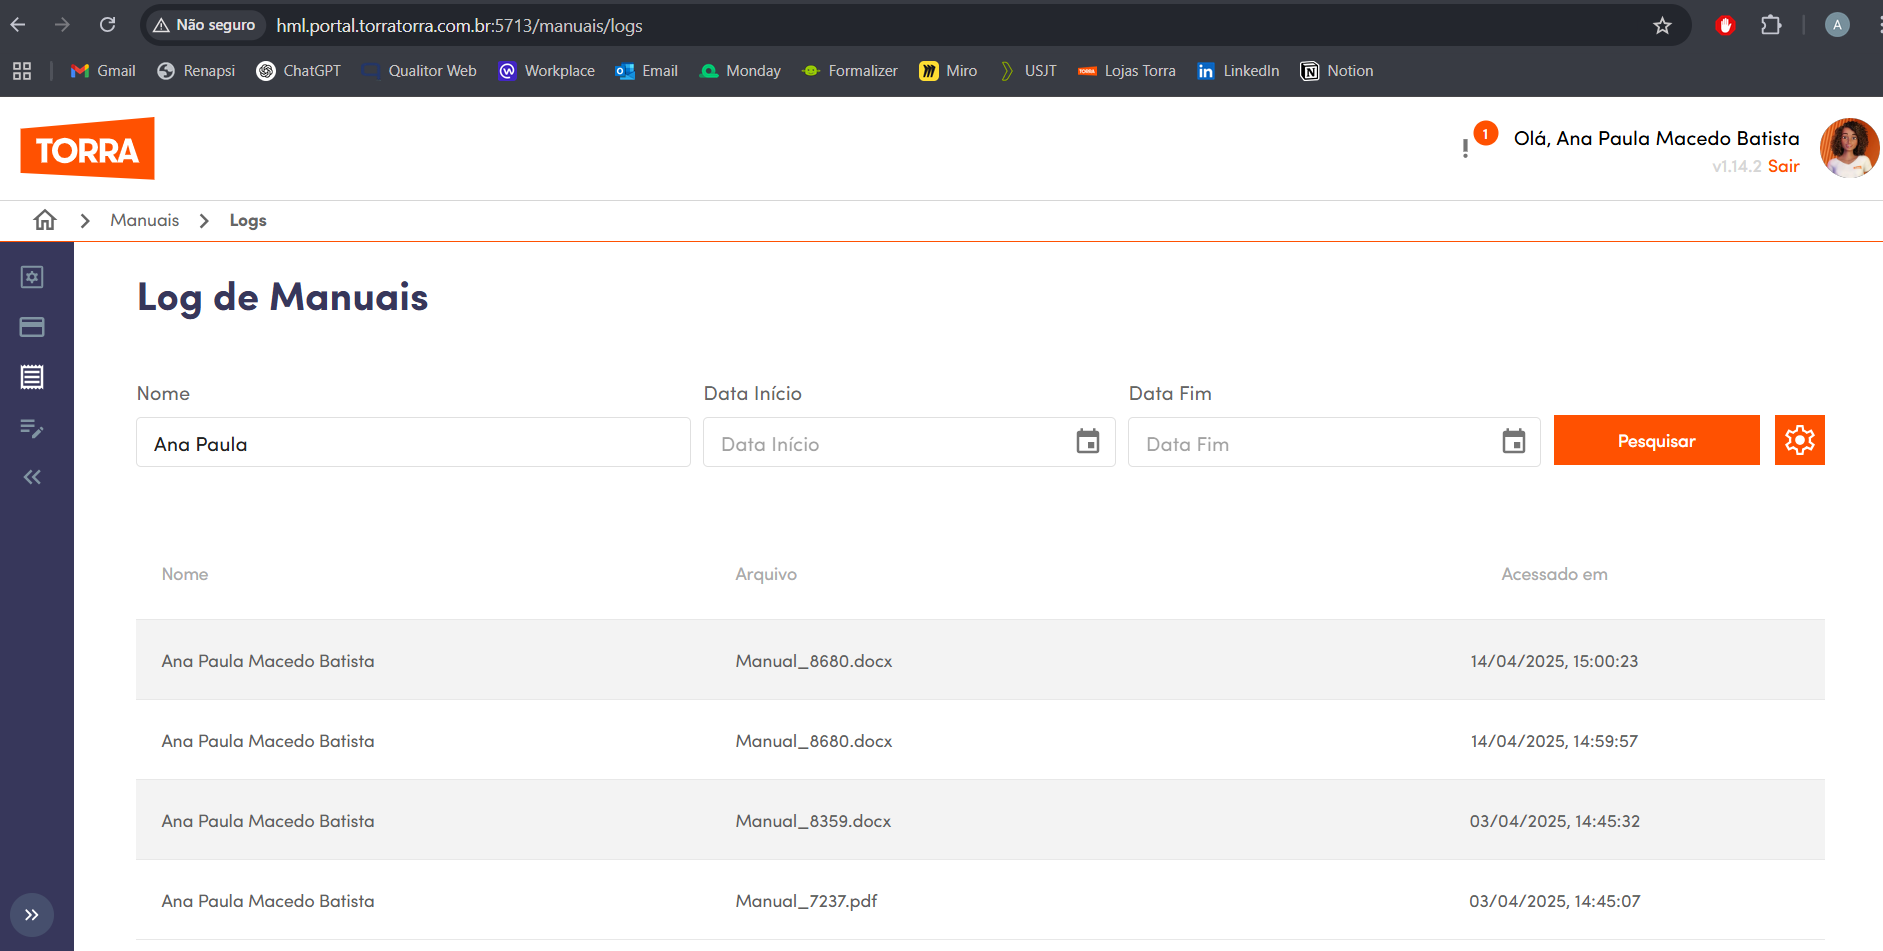 Não seguro hml.portal.torratorra.com.br:5713/manuais/logs A
Gmail Renapsi ChatGPT Qualitor Web Workplace Email Monday Formalizer Miro USJT Lojas Torra LinkedIn Notion
TORRA
1 Olá, Ana Paula Macedo Batista
v1.14.2 Sair
Manuais Logs
Log de Manuais
Nome Data Início Data Fim
Ana Paula Data Início Data Fim Pesquisar
Nome Arquivo Acessado em
Ana Paula Macedo Batista Manual_8680.docx 14/04/2025, 15:00:23
Ana Paula Macedo Batista Manual_8680.docx 14/04/2025, 14:59:57
Ana Paula Macedo Batista Manual_8359.docx 03/04/2025, 14:45:32
Ana Paula Macedo Batista Manual_7237.pdf 03/04/2025, 14:45:07